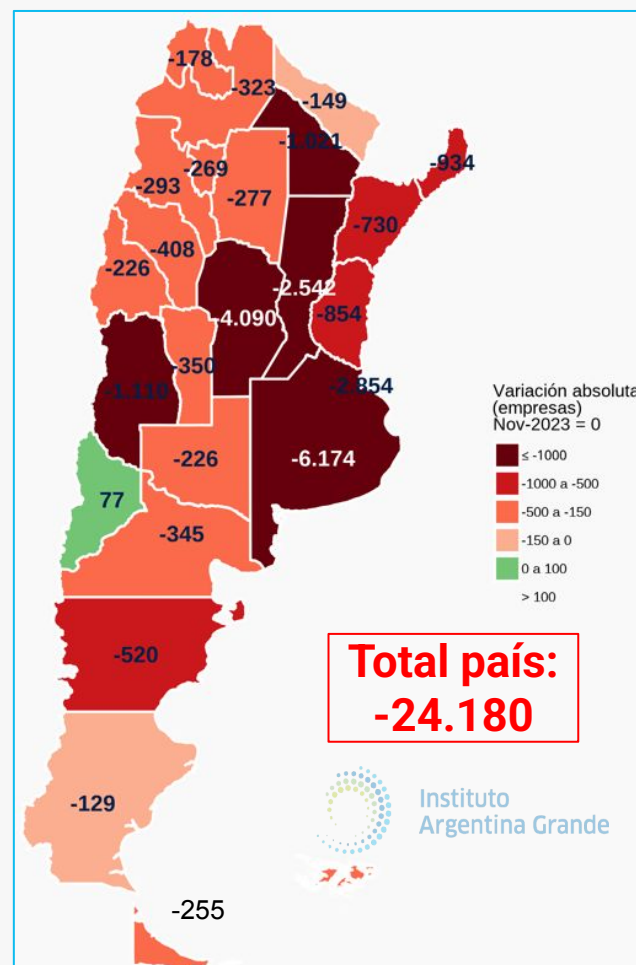 -178
-323
-149
-1.021
-934
-269
-293
-277
-730
-408
-226
-2.542
-4.090
-854
-350
-1.110
-2.854
Variación absoluta
(empresas)
Nov-2023 = 0
≤ -1000
-1000 a -500
-500 a -150
-150 a 0
0 a 100
> 100
-226
-6.174
77
-345
-520
Total país:
-24.180
Instituto
Argentina Grande
-129
-255